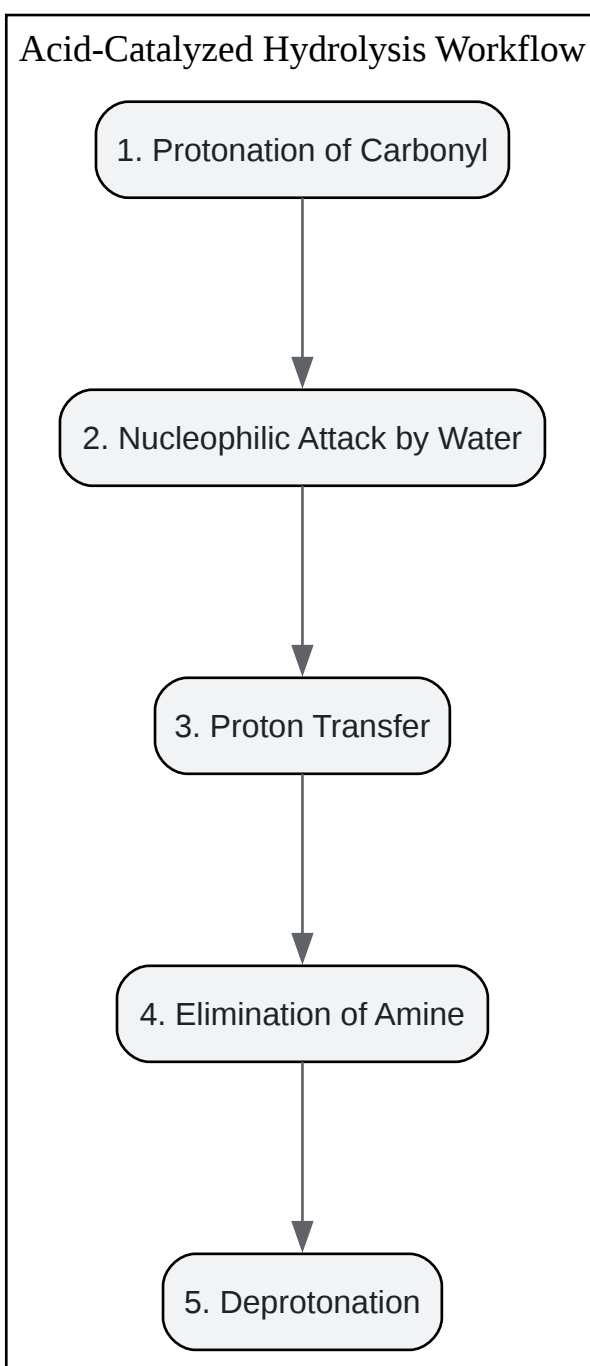 Acid-Catalyzed Hydrolysis Workflow
1. Protonation of Carbonyl
2. Nucleophilic Attack by Water
3. Proton Transfer
4. Elimination of Amine
5. Deprotonation